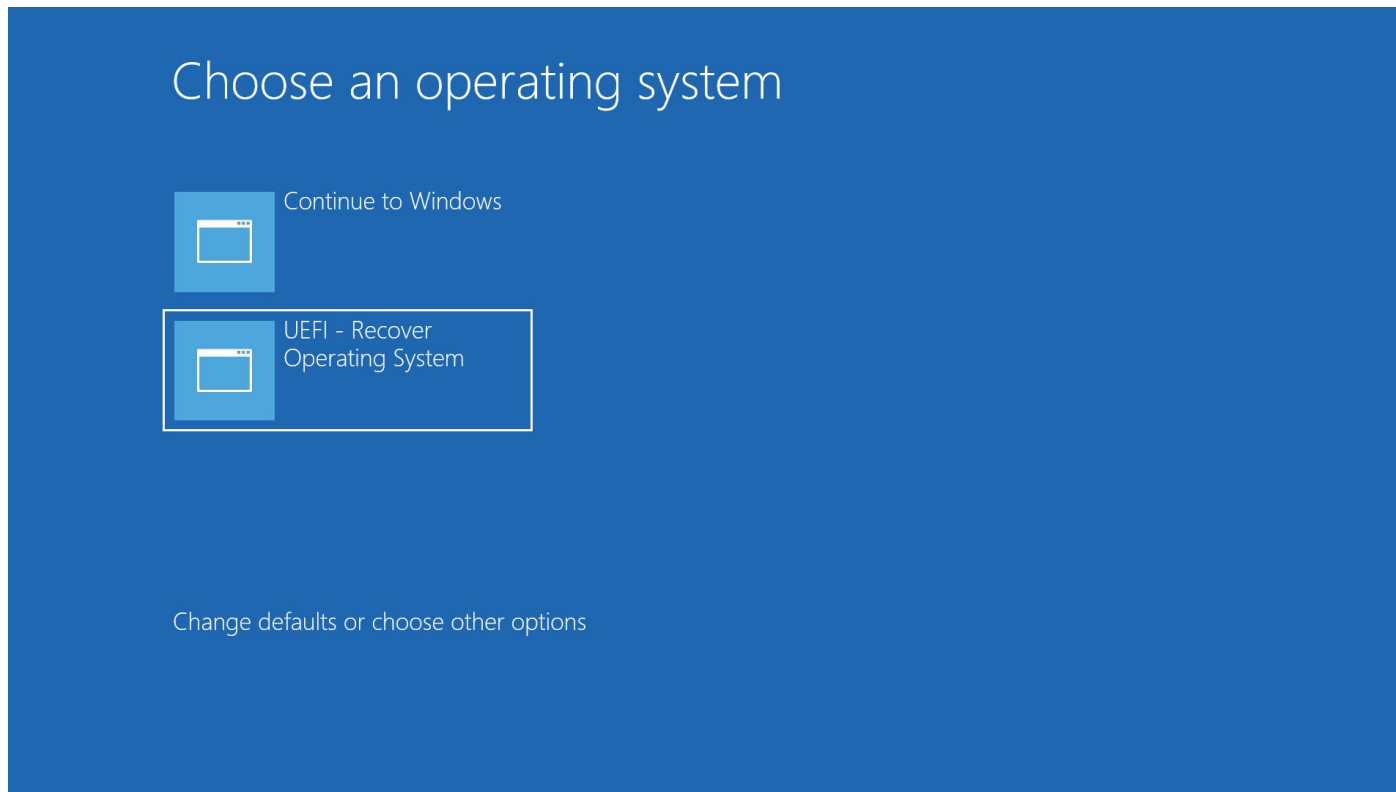 Choose an operating system
Continue to Windows
UEFI - Recover
Operating System
Change defaults or choose other options